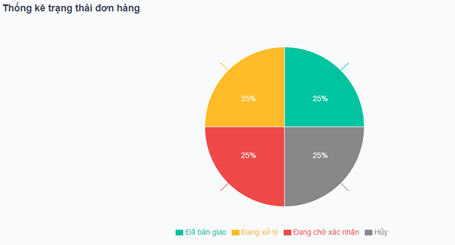 Thống kê trạng thái đơn hàng
25% 25%
25% 25%
Đã bàn giao Đang xử lý Đang chờ xác nhận Hủy